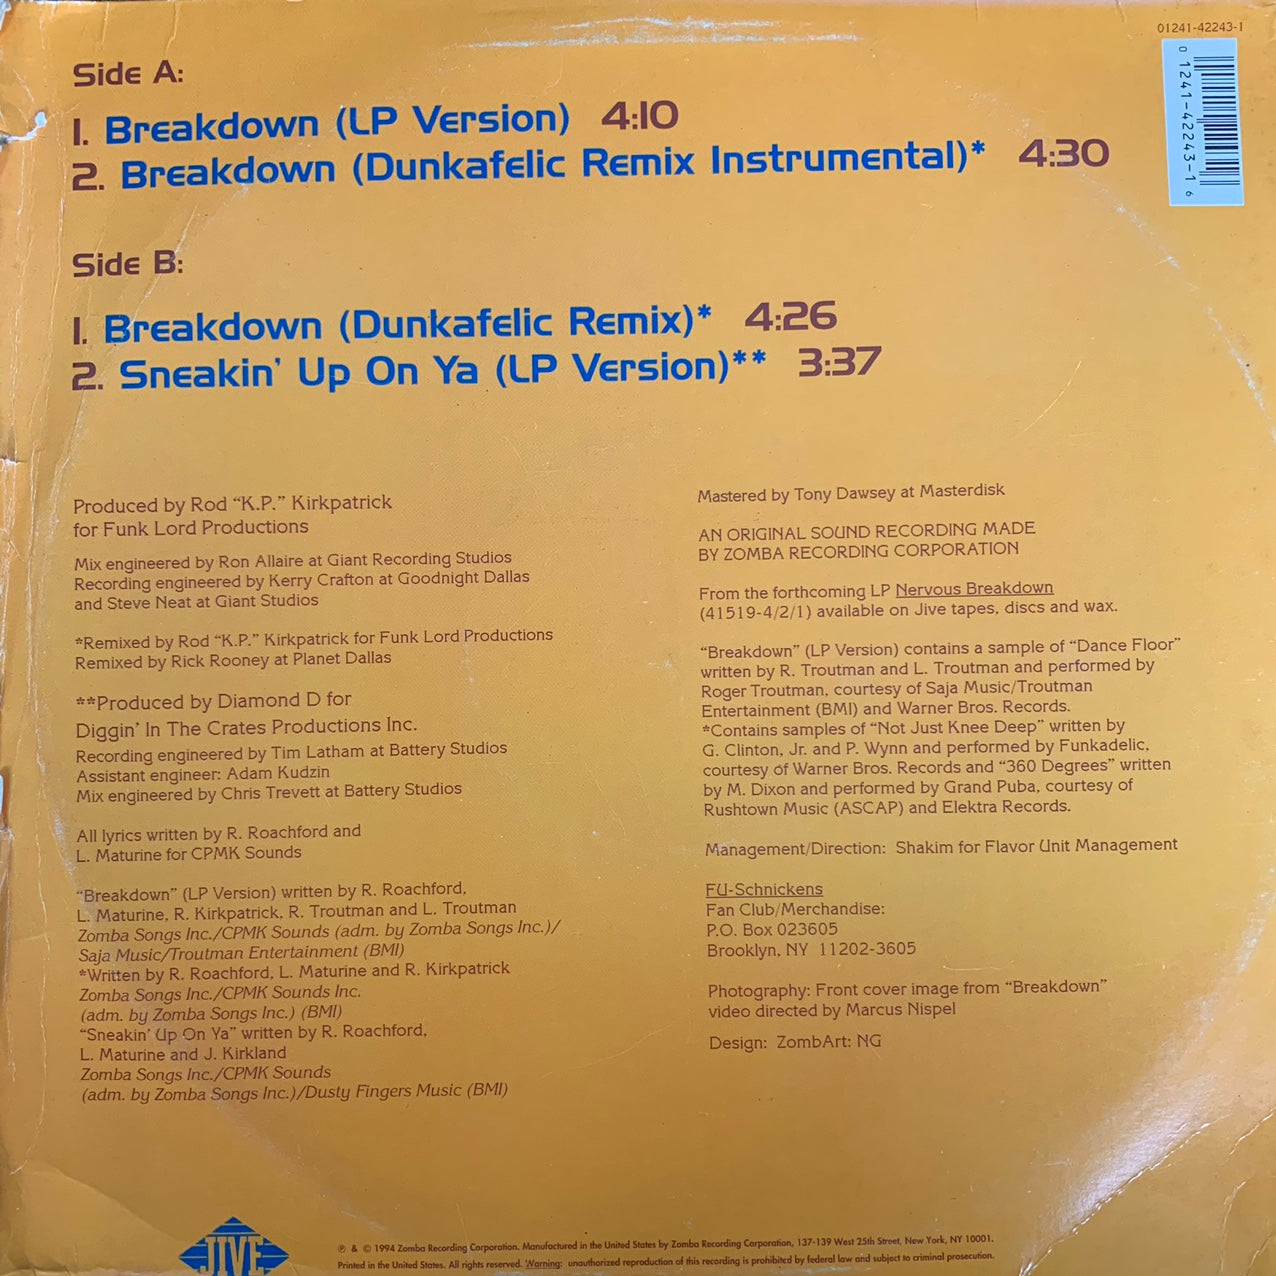 01241-42243-1
0 1241-42243-1 6
Side A:
1. Breakdown (LP Version) 4:10
2. Breakdown (Dunkafelic Remix Instrumental)* 4:30
Side B:
1. Breakdown (Dunkafelic Remix)* 4:26
2. Sneakin' Up On Ya (LP Version)** 3:37
Produced by Rod "K.P." Kirkpatrick
for Funk Lord Productions
Mix engineered by Ron Allaire at Giant Recording Studios
Recording engineered by Kerry Crafton at Goodnight Dallas
and Steve Neat at Giant Studios
*Remixed by Rod "K.P." Kirkpatrick for Funk Lord Productions
Remixed by Rick Rooney at Planet Dallas
**Produced by Diamond D for
Diggin' In The Crates Productions Inc.
Recording engineered by Tim Latham at Battery Studios
Assistant engineer: Adam Kudzin
Mix engineered by Chris Trevett at Battery Studios
All lyrics written by R. Roachford and
L. Maturine for CPMK Sounds
"Breakdown" (LP Version) written by R. Roachford,
L. Maturine, R. Kirkpatrick, R. Troutman and L. Troutman
Zomba Songs Inc./CPMK Sounds (adm. by Zomba Songs Inc.)/
Saja Music/Troutman Entertainment (BMI)
*Written by R. Roachford, L. Maturine and R. Kirkpatrick
Zomba Songs Inc./CPMK Sounds Inc.
(adm. by Zomba Songs Inc.) (BMI)
"Sneakin' Up On Ya" written by R. Roachford,
L. Maturine and J. Kirkland
Zomba Songs Inc./CPMK Sounds
(adm. by Zomba Songs Inc.)/Dusty Fingers Music (BMI)
Mastered by Tony Dawsey at Masterdisk
AN ORIGINAL SOUND RECORDING MADE
BY ZOMBA RECORDING CORPORATION
From the forthcoming LP Nervous Breakdown
(41519-4/2/1) available on Jive tapes, discs and wax.
"Breakdown" (LP Version) contains a sample of "Dance Floor"
written by R. Troutman and L. Troutman and performed by
Roger Troutman, courtesy of Saja Music/Troutman
Entertainment (BMI) and Warner Bros. Records.
*Contains samples of "Not Just Knee Deep" written by
G. Clinton, Jr. and P. Wynn and performed by Funkadelic,
courtesy of Warner Bros. Records and "360 Degrees" written
by M. Dixon and performed by Grand Puba, courtesy of
Rushtown Music (ASCAP) and Elektra Records.
Management/Direction: Shakim for Flavor Unit Management
FU-Schnickens
Fan Club/Merchandise:
P.O. Box 023605
Brooklyn, NY 11202-3605
Photography: Front cover image from "Breakdown"
video directed by Marcus Nispel
Design: ZombArt: NG
JIVE
℗ & © 1994 Zomba Recording Corporation. Manufactured in the United States by Zomba Recording Corporation, 137-139 West 25th Street, New York, NY 10001.
Printed in the United States. All rights reserved. Warning: unauthorized reproduction of this recording is prohibited by federal law and subject to criminal prosecution.